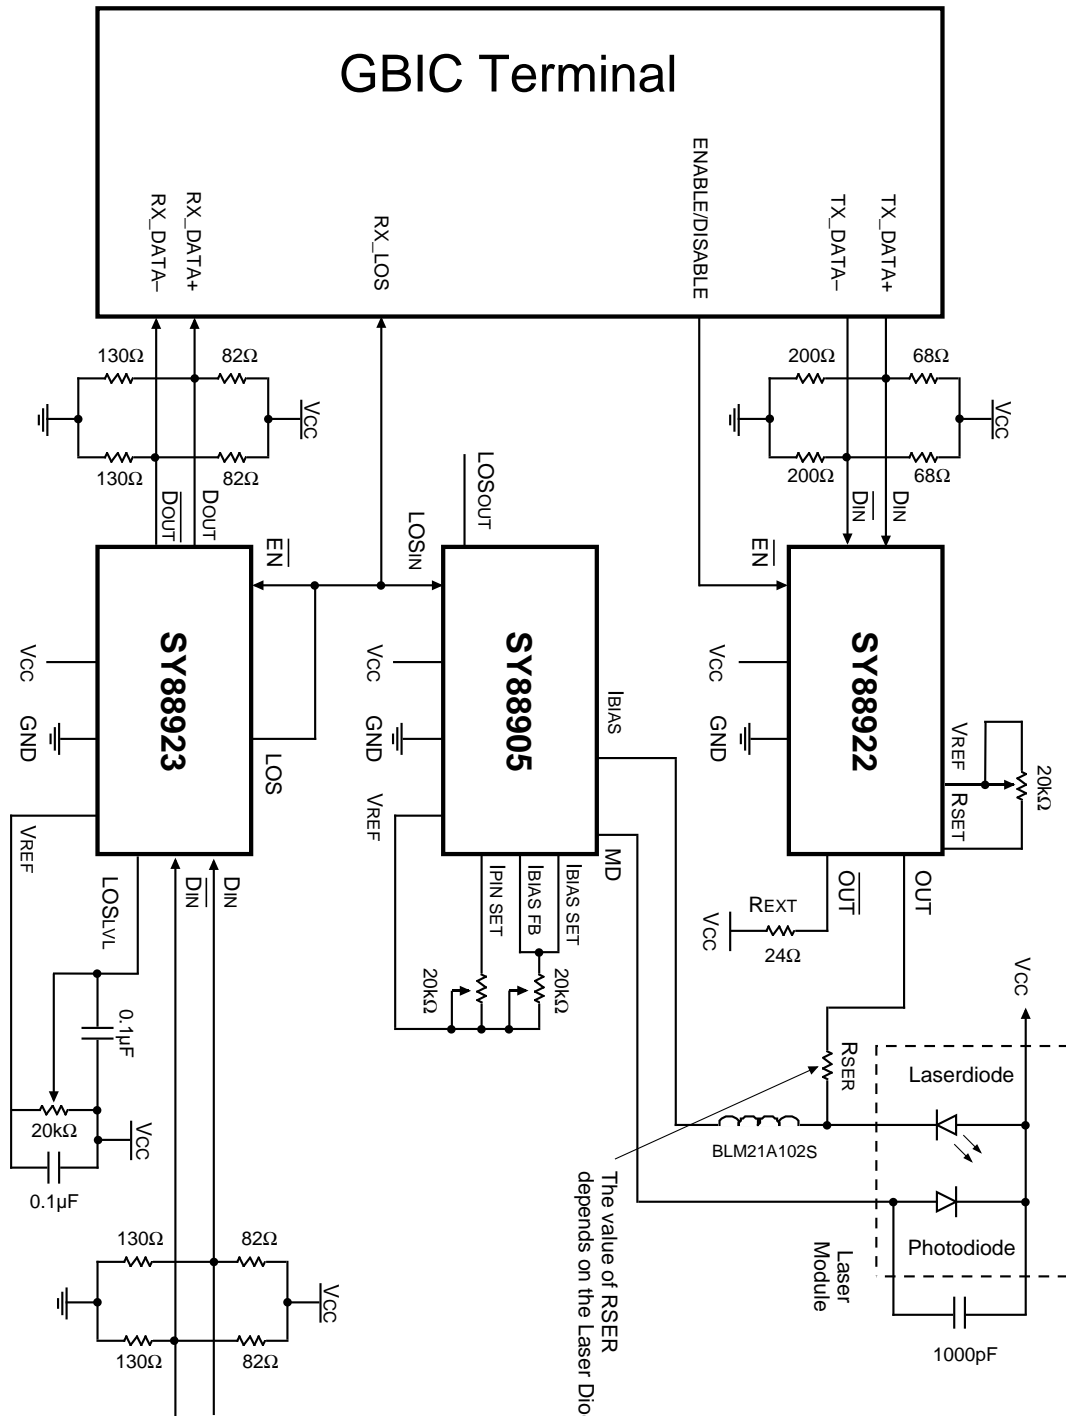 GBIC Terminal
RX_DATA–
RX_DATA+
RX_LOS
ENABLE/DISABLE
TX_DATA–
TX_DATA+
130Ω
82Ω
VCC
130Ω
82Ω
200Ω
68Ω
VCC
200Ω
68Ω
DOUT
DOUT
EN
LOSIN
LOSOUT
EN
DIN
DIN
SY88923
VCC
GND
LOS
VREF
LOSLVL
DIN
DIN
SY88905
VCC
GND
VREF
IBIAS
MD
IPIN SET
IBIAS FB
IBIAS SET
20kΩ
20kΩ
SY88922
VCC
GND
VREF
RSET
20kΩ
OUT
OUT
REXT
24Ω
VCC
VCC
RSER
Laserdiode
BLM21A102S
Photodiode
Laser
Module
1000pF
The value of RSER
depends on the Laser Dio
0.1µF
20kΩ
VCC
0.1µF
130Ω
82Ω
VCC
130Ω
82Ω